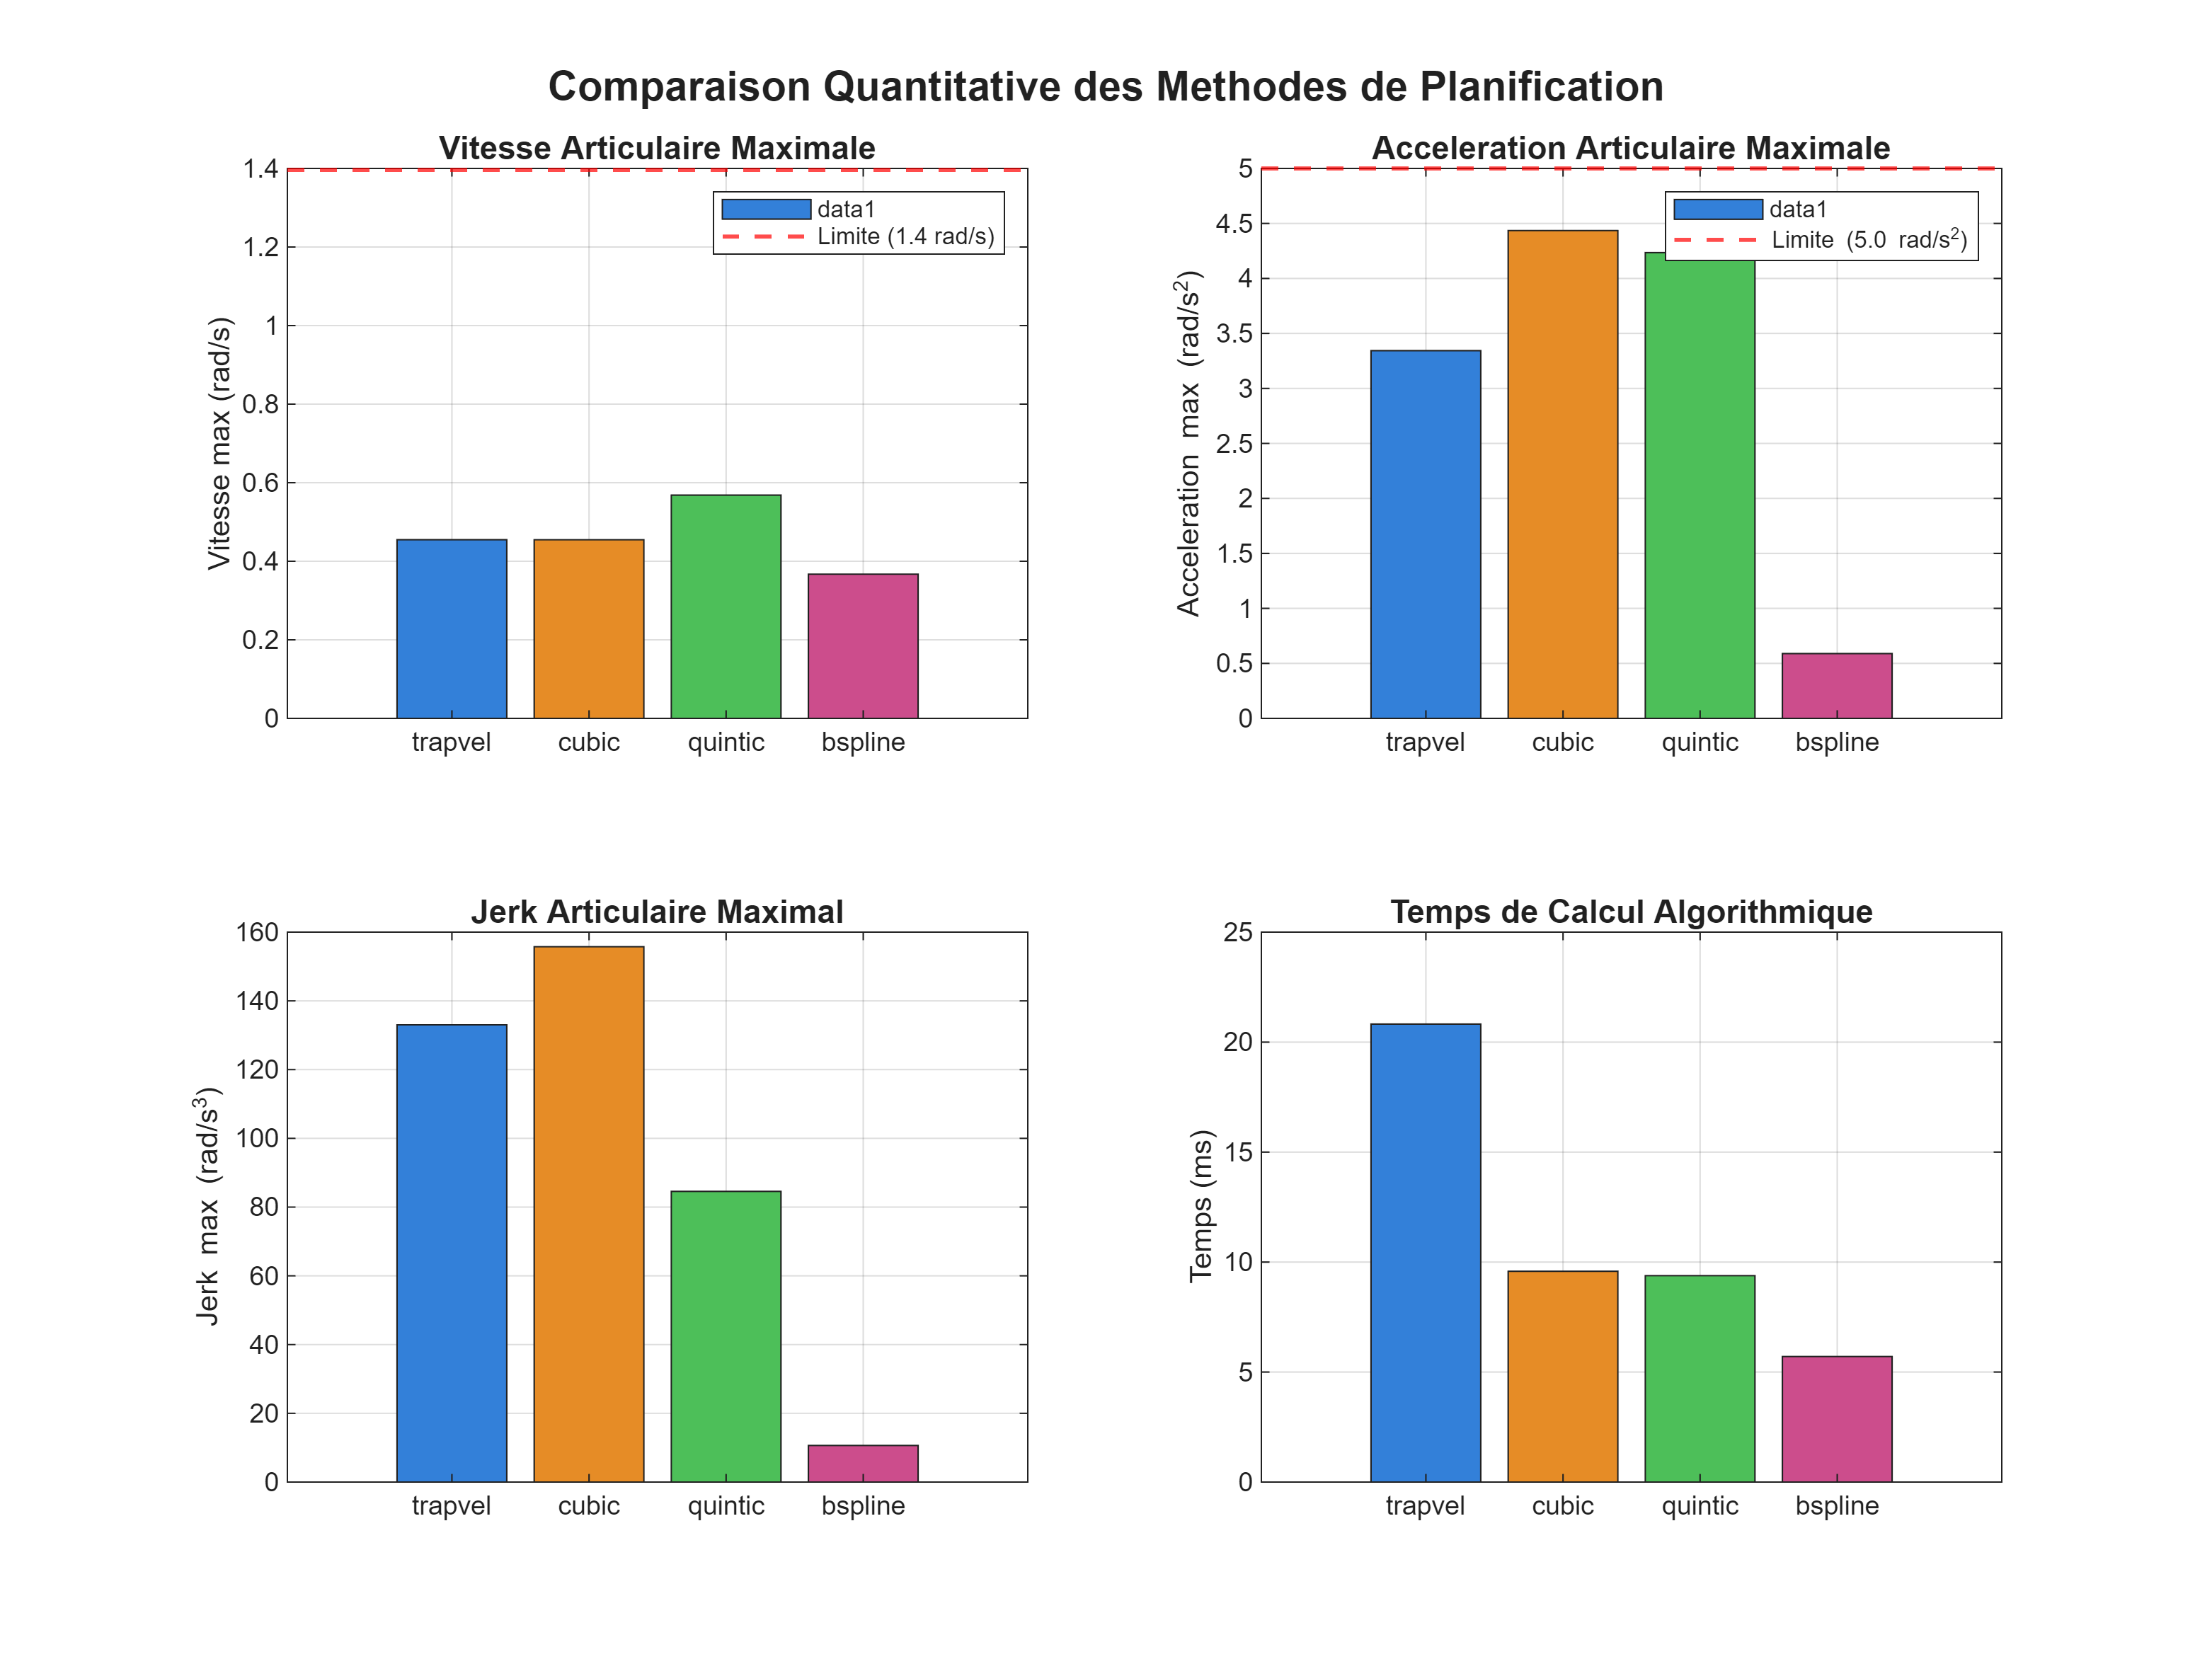 Comparaison Quantitative des Methodes de Planification
Vitesse Articulaire Maximale
1.4
1.2
1
0.8
0.6
0.4
0.2
0
Vitesse max (rad/s)
data1
Limite (1.4 rad/s)
trapvel cubic quintic bspline
Acceleration Articulaire Maximale
5
4.5
4
3.5
3
2.5
2
1.5
1
0.5
0
Acceleration max (rad/s²)
data1
Limite (5.0 rad/s²)
trapvel cubic quintic bspline
Jerk Articulaire Maximal
160
140
120
100
80
60
40
20
0
Jerk max (rad/s³)
trapvel cubic quintic bspline
Temps de Calcul Algorithmique
25
20
15
10
5
0
Temps (ms)
trapvel cubic quintic bspline